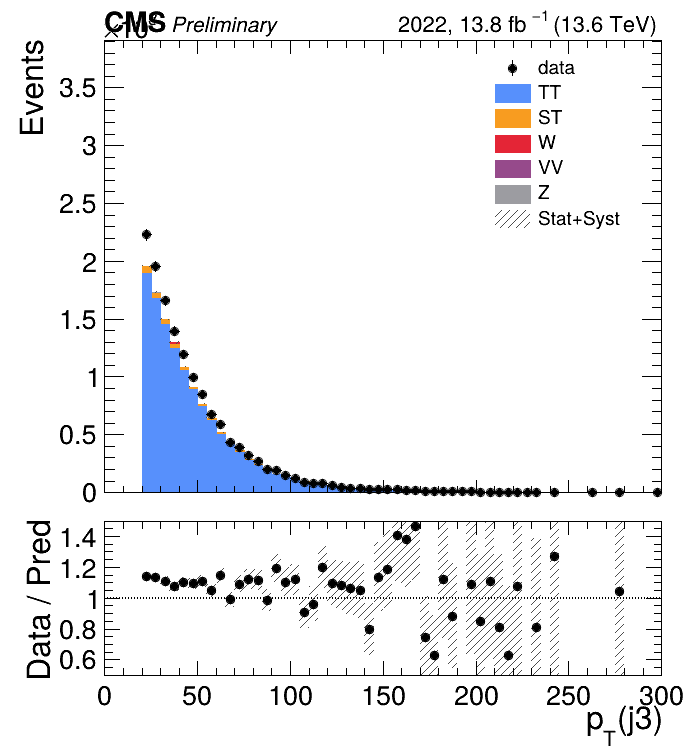 CMS Preliminary 2022, 13.8 fb⁻¹ (13.6 TeV)
Events
3.5
3
2.5
2
1.5
1
0.5
0
data
TT
ST
W
VV
Z
Stat+Syst
Data / Pred
1.4
1.2
1
0.8
0.6
0 50 100 150 200 250 300
p_T(j3)